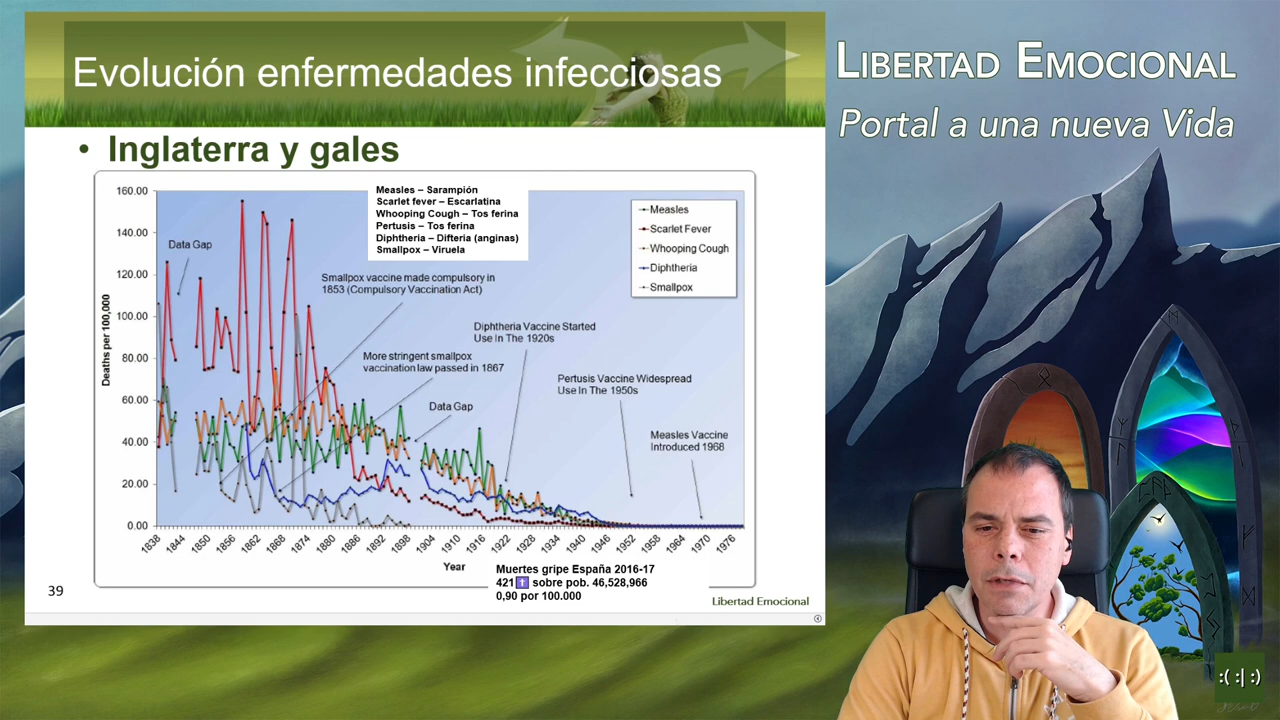 Evolución enfermedades infecciosas
• Inglaterra y gales
160.00
140.00
120.00
100.00
80.00
60.00
40.00
20.00
0.00
Deaths per 100,000
Data Gap
Measles – Sarampión
Scarlet fever – Escarlatina
Whooping Cough – Tos ferina
Pertusis – Tos ferina
Diphtheria – Difteria (anginas)
Smallpox – Viruela
Smallpox vaccine made compulsory in
1853 (Compulsory Vaccination Act)
More stringent smallpox
vaccination law passed in 1867
Data Gap
Diphtheria Vaccine Started
Use In The 1920s
Pertusis Vaccine Widespread
Use In The 1950s
Measles Vaccine
Introduced 1968
Measles
Scarlet Fever
Whooping Cough
Diphtheria
Smallpox
1838 1844 1850 1856 1862 1868 1874 1880 1886 1892 1898 1904 1910 1916 1922 1928 1934 1940 1946 1952 1958 1964 1970 1976
Year
Muertes gripe España 2016-17
421✝ sobre pob. 46,528,966
0,90 por 100.000
39
Libertad Emocional
Libertad Emocional
Portal a una nueva Vida
:( :| :)